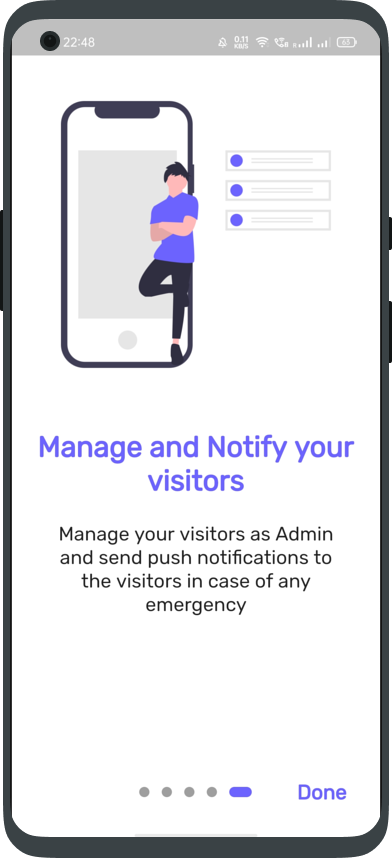 22:48 0.11 KB/S 63
Manage and Notify your
visitors
Manage your visitors as Admin
and send push notifications to
the visitors in case of any
emergency
Done